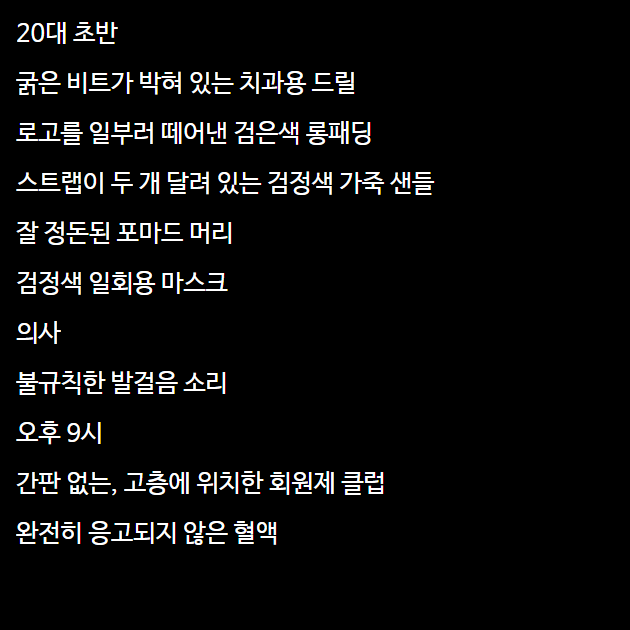 20대 초반
굵은 비트가 박혀 있는 치과용 드릴
로고를 일부러 떼어낸 검은색 롱패딩
스트랩이 두 개 달려 있는 검정색 가죽 샌들
잘 정돈된 포마드 머리
검정색 일회용 마스크
의사
불규칙한 발걸음 소리
오후 9시
간판 없는, 고층에 위치한 회원제 클럽
완전히 응고되지 않은 혈액